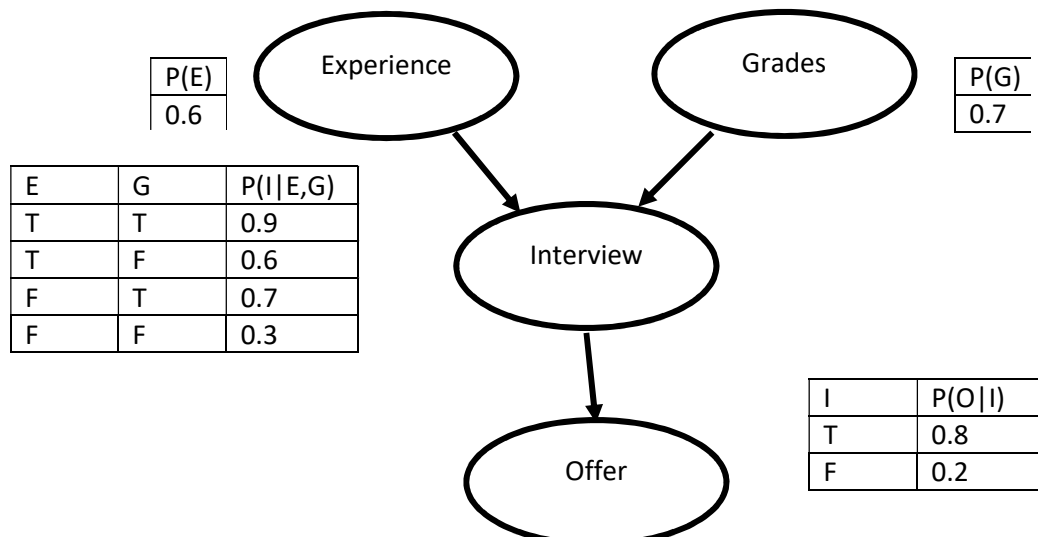 Experience
Grades
P(E)
0.6
P(G)
0.7
E G P(I|E,G)
T T 0.9
T F 0.6
F T 0.7
F F 0.3
Interview
I P(O|I)
T 0.8
F 0.2
Offer